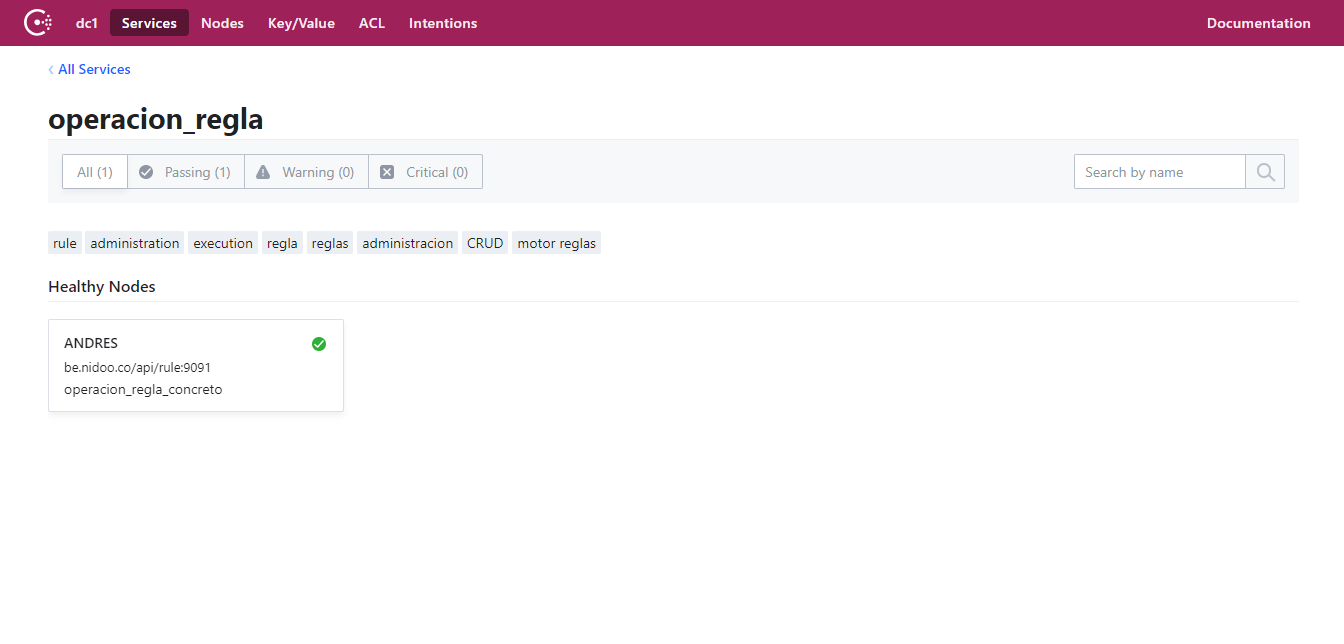 dc1 Services Nodes Key/Value ACL Intentions Documentation
All Services
operacion_regla
All (1) Passing (1) Warning (0) Critical (0) Search by name
rule administration execution regla reglas administracion CRUD motor reglas
Healthy Nodes
ANDRES
be.nidoo.co/api/rule:9091
operacion_regla_concreto